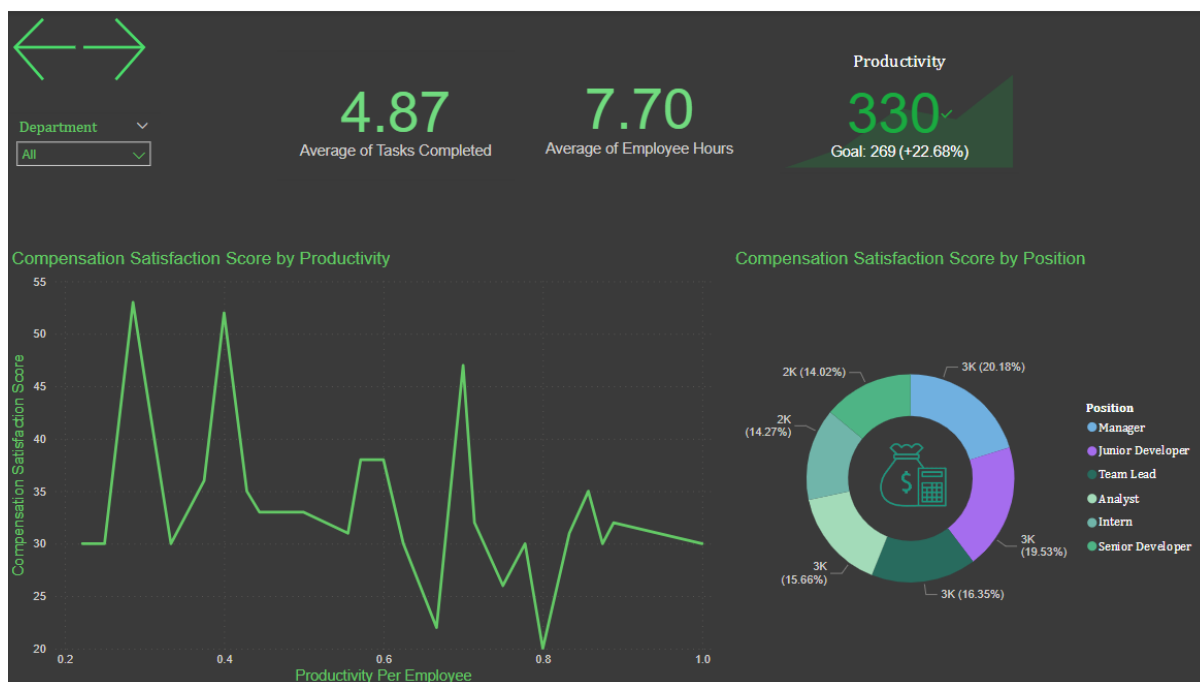 Department
All
4.87
Average of Tasks Completed
7.70
Average of Employee Hours
Productivity
330
Goal: 269 (+22.68%)
Compensation Satisfaction Score by Productivity
Compensation Satisfaction Score
55
50
45
40
35
30
25
20
0.2
0.4
0.6
0.8
1.0
Productivity Per Employee
Compensation Satisfaction Score by Position
3K (20.18%)
3K
(19.53%)
3K (16.35%)
3K
(15.66%)
2K
(14.27%)
2K (14.02%)
$
Position
Manager
Junior Developer
Team Lead
Analyst
Intern
Senior Developer